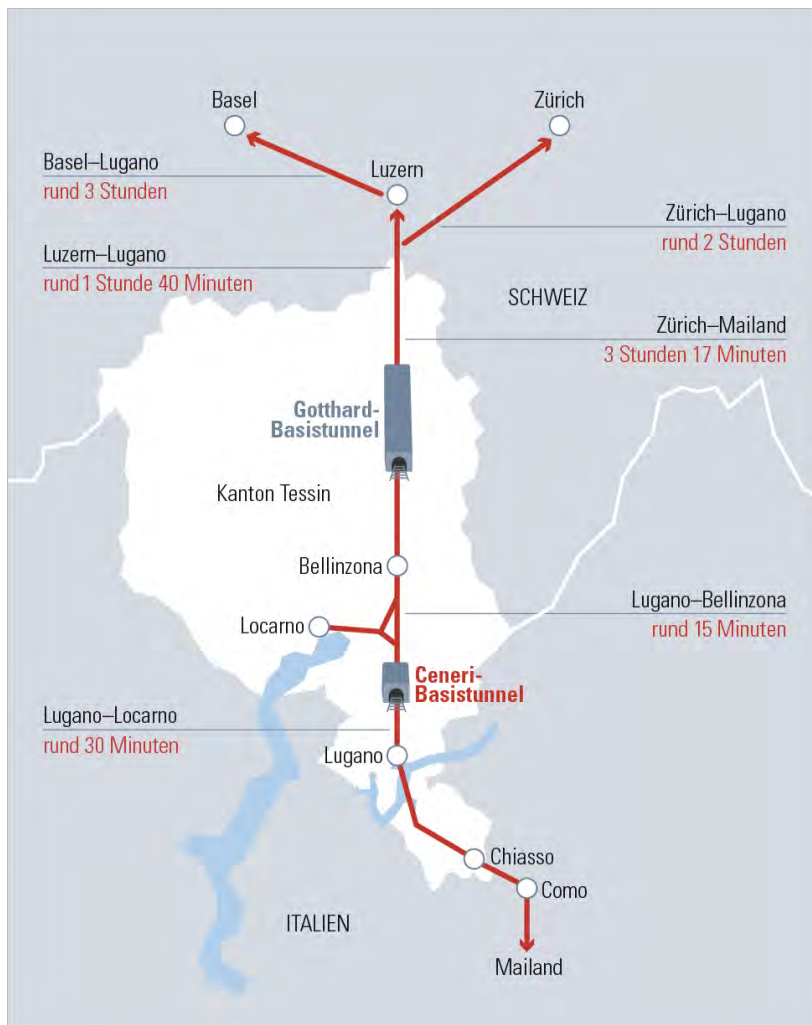 Basel
Zürich
Basel–Lugano
rund 3 Stunden
Luzern
Zürich–Lugano
rund 2 Stunden
Luzern–Lugano
rund 1 Stunde 40 Minuten
SCHWEIZ
Zürich–Mailand
3 Stunden 17 Minuten
Gotthard-
Basistunnel
Kanton Tessin
Bellinzona
Lugano–Bellinzona
rund 15 Minuten
Locarno
Ceneri-
Basistunnel
Lugano–Locarno
rund 30 Minuten
Lugano
Chiasso
Como
ITALIEN
Mailand